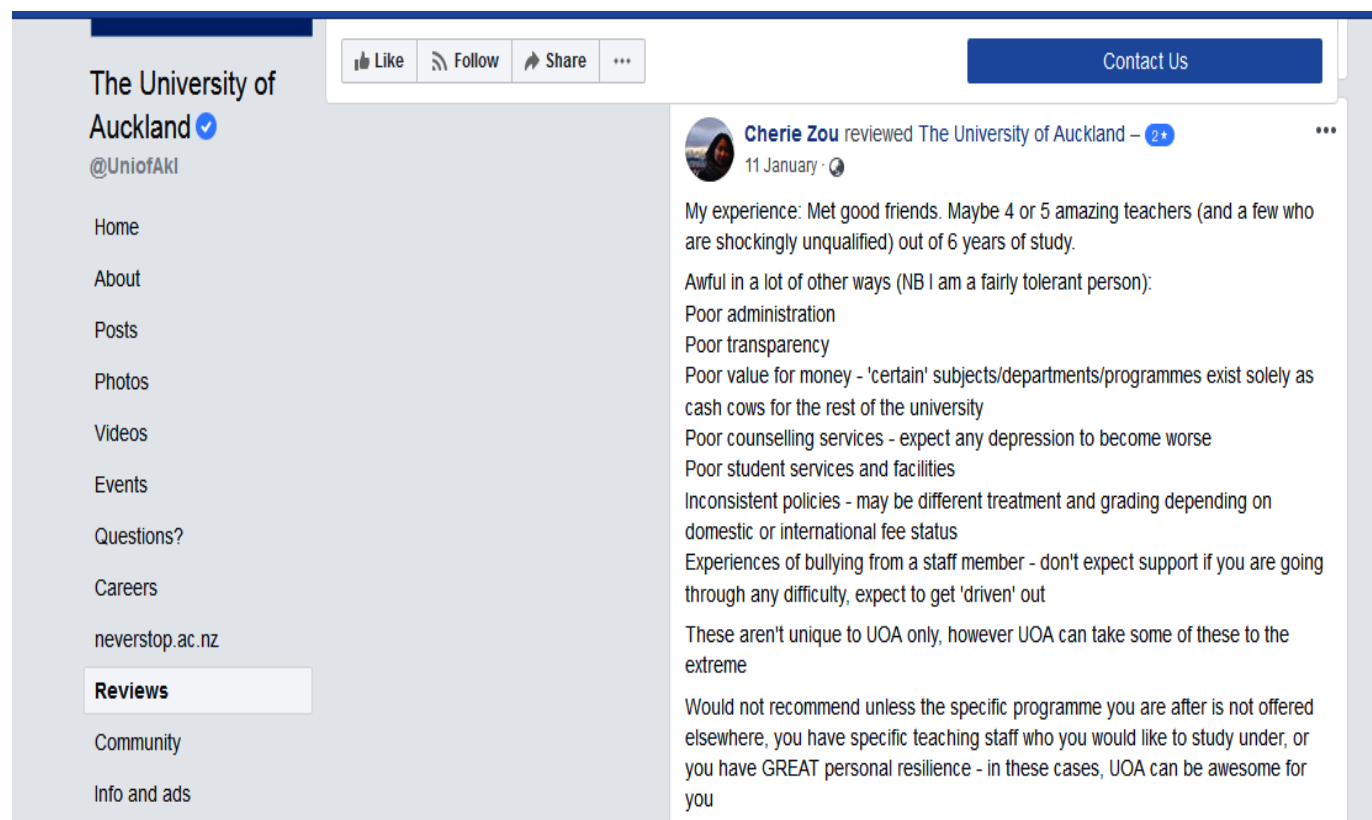 The University of
Auckland
@UniofAkl
Home
About
Posts
Photos
Videos
Events
Questions?
Careers
neverstop.ac.nz
Reviews
Community
Info and ads
Like
Follow
Share
Contact Us
Cherie Zou reviewed The University of Auckland – 2★
11 January ·
My experience: Met good friends. Maybe 4 or 5 amazing teachers (and a few who
are shockingly unqualified) out of 6 years of study.
Awful in a lot of other ways (NB I am a fairly tolerant person):
Poor administration
Poor transparency
Poor value for money - 'certain' subjects/departments/programmes exist solely as
cash cows for the rest of the university
Poor counselling services - expect any depression to become worse
Poor student services and facilities
Inconsistent policies - may be different treatment and grading depending on
domestic or international fee status
Experiences of bullying from a staff member - don't expect support if you are going
through any difficulty, expect to get 'driven' out
These aren't unique to UOA only, however UOA can take some of these to the
extreme
Would not recommend unless the specific programme you are after is not offered
elsewhere, you have specific teaching staff who you would like to study under, or
you have GREAT personal resilience - in these cases, UOA can be awesome for
you